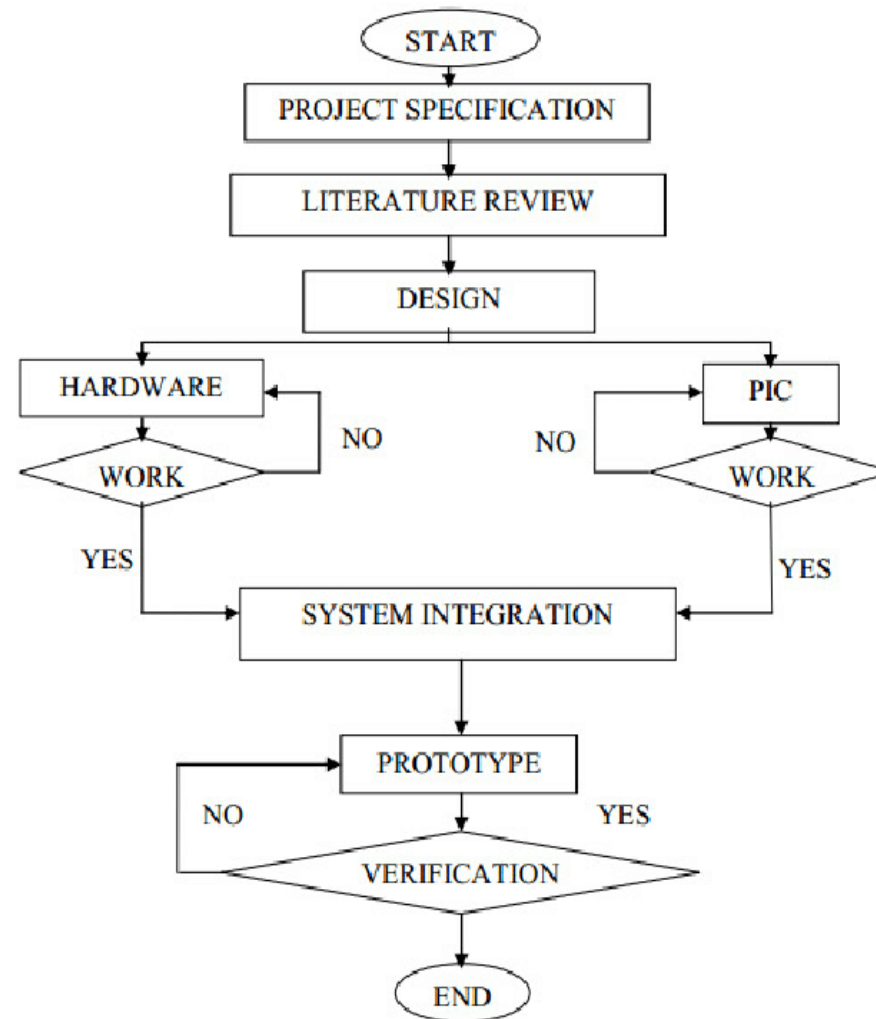 START
PROJECT SPECIFICATION
LITERATURE REVIEW
DESIGN
HARDWARE
PIC
NO
NO
WORK
WORK
YES
YES
SYSTEM INTEGRATION
PROTOTYPE
NO
YES
VERIFICATION
END